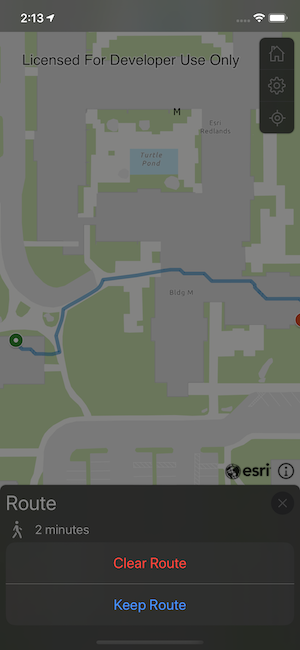 2:13
Licensed For Developer Use Only
M
Esri
Redlands
Turtle
Pond
Bldg M
esri
Route
2 minutes
Clear Route
Keep Route